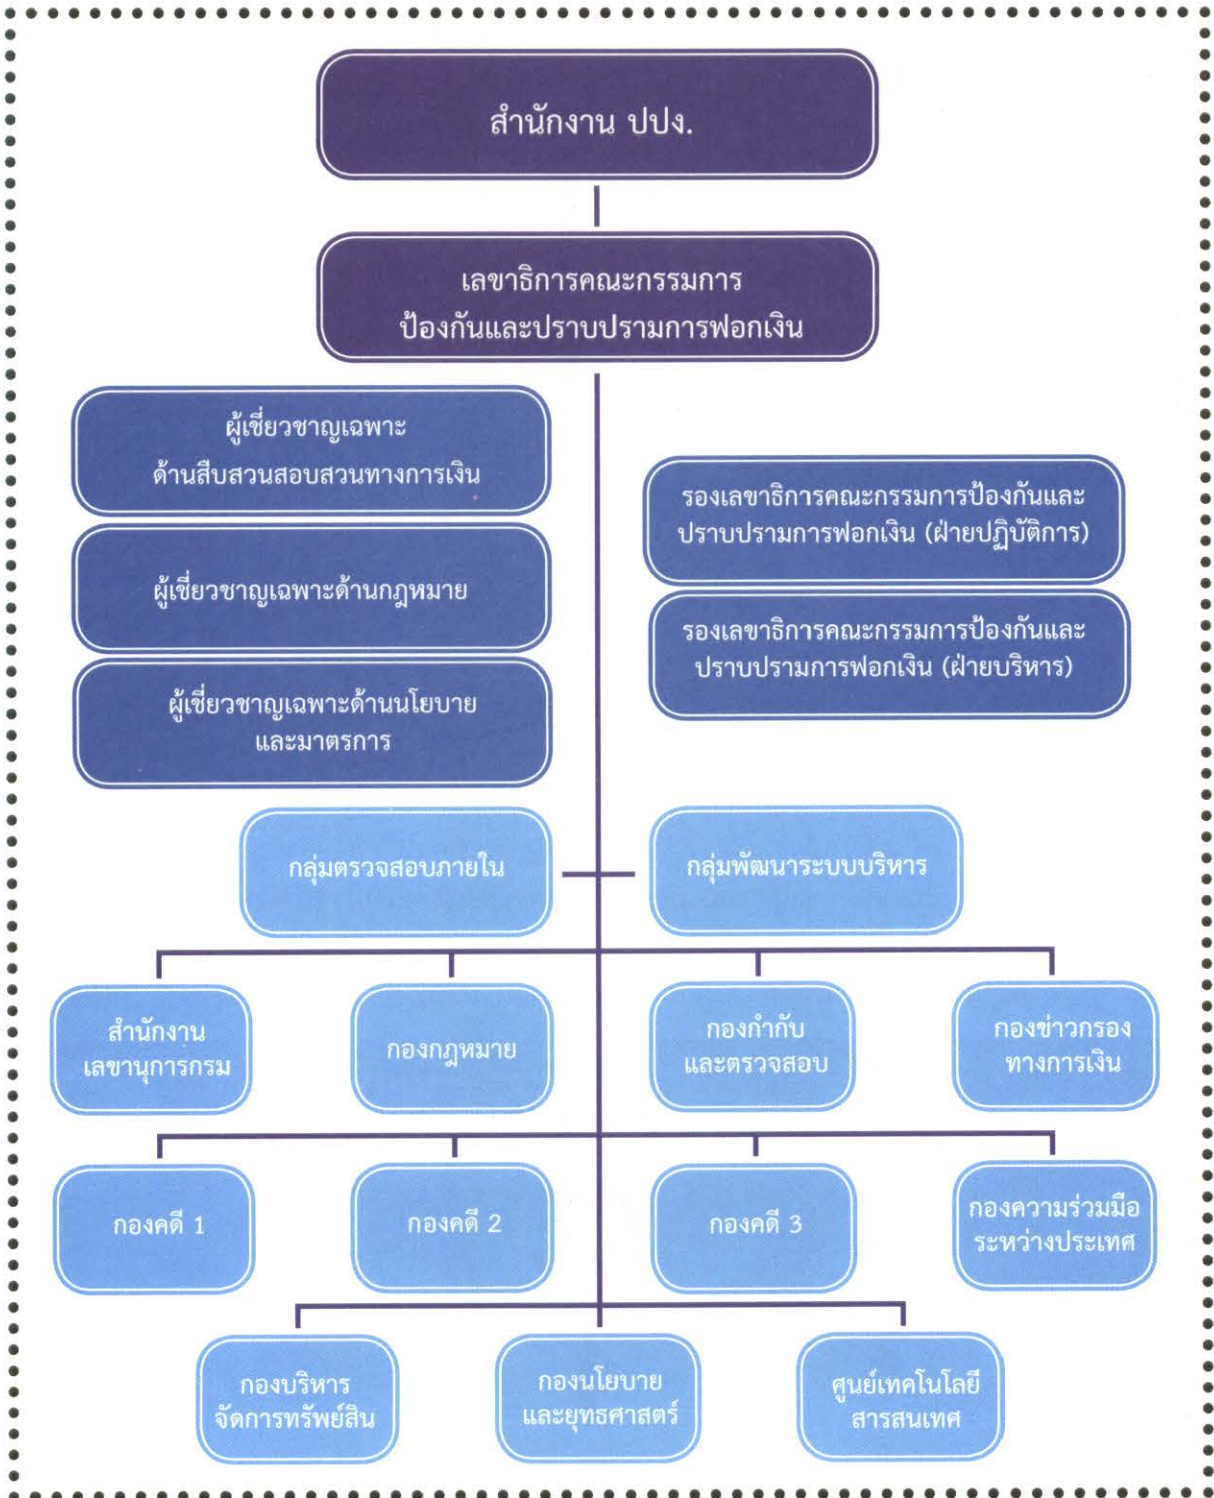 สำนักงาน ปปง.
เลขาธิการคณะกรรมการ
ป้องกันและปราบปรามการฟอกเงิน
ผู้เชี่ยวชาญเฉพาะ
ด้านสืบสวนสอบสวนทางการเงิน
ผู้เชี่ยวชาญเฉพาะด้านกฎหมาย
ผู้เชี่ยวชาญเฉพาะด้านนโยบาย
และมาตรการ
รองเลขาธิการคณะกรรมการป้องกันและ
ปราบปรามการฟอกเงิน (ฝ่ายปฏิบัติการ)
รองเลขาธิการคณะกรรมการป้องกันและ
ปราบปรามการฟอกเงิน (ฝ่ายบริหาร)
กลุ่มตรวจสอบภายใน
กลุ่มพัฒนาระบบบริหาร
สำนักงาน
เลขานุการกรม
กองกฎหมาย
กองกำกับ
และตรวจสอบ
กองข่าวกรอง
ทางการเงิน
กองคดี 1
กองคดี 2
กองคดี 3
กองความร่วมมือ
ระหว่างประเทศ
กองบริหาร
จัดการทรัพย์สิน
กองนโยบาย
และยุทธศาสตร์
ศูนย์เทคโนโลยี
สารสนเทศ